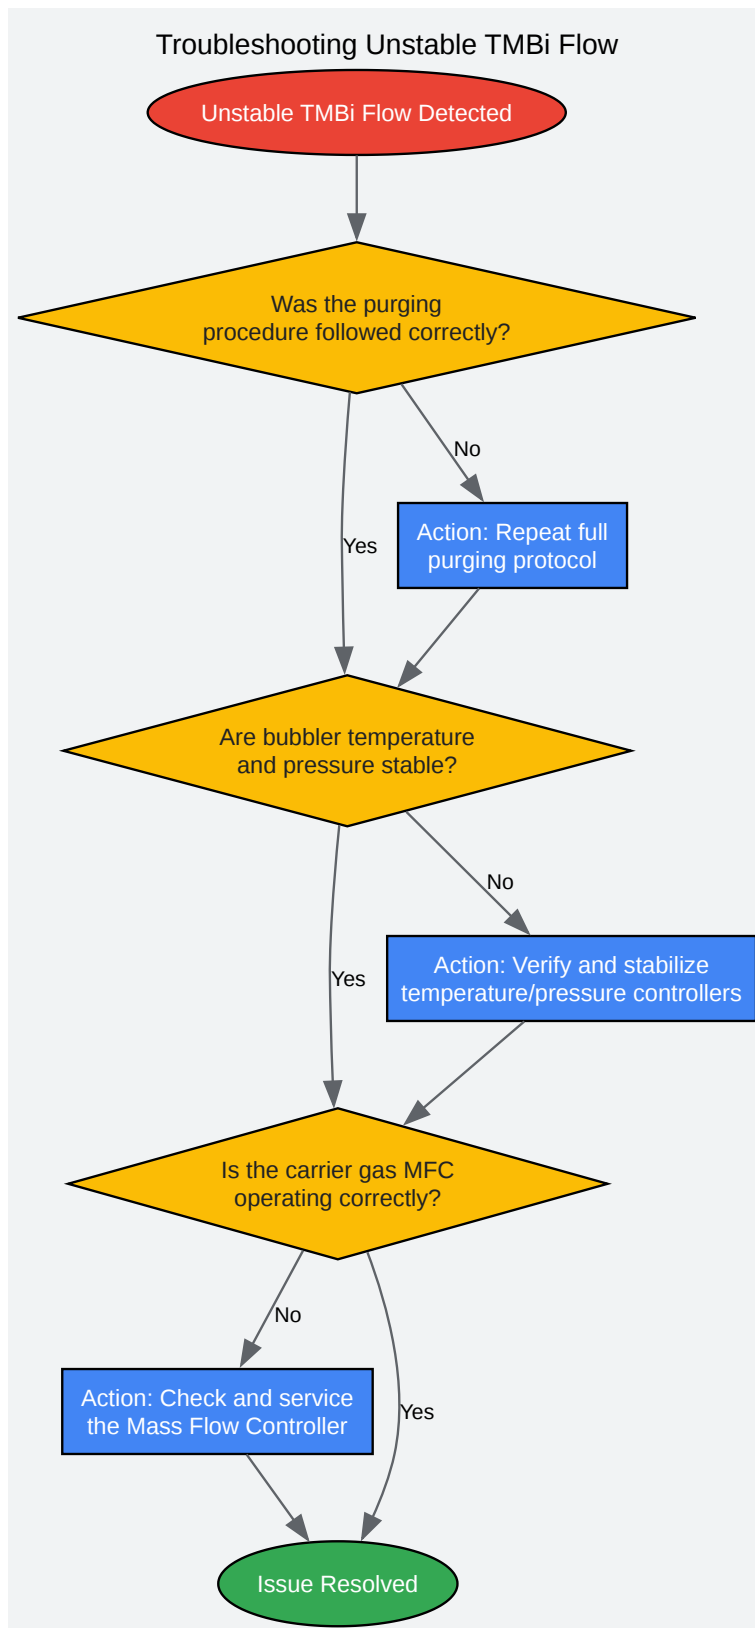 Troubleshooting Unstable TMBi Flow
Unstable TMBi Flow Detected
Was the purging
procedure followed correctly?
No
Action: Repeat full
purging protocol
Yes
Are bubbler temperature
and pressure stable?
No
Action: Verify and stabilize
temperature/pressure controllers
Yes
Is the carrier gas MFC
operating correctly?
No
Action: Check and service
the Mass Flow Controller
Yes
Issue Resolved